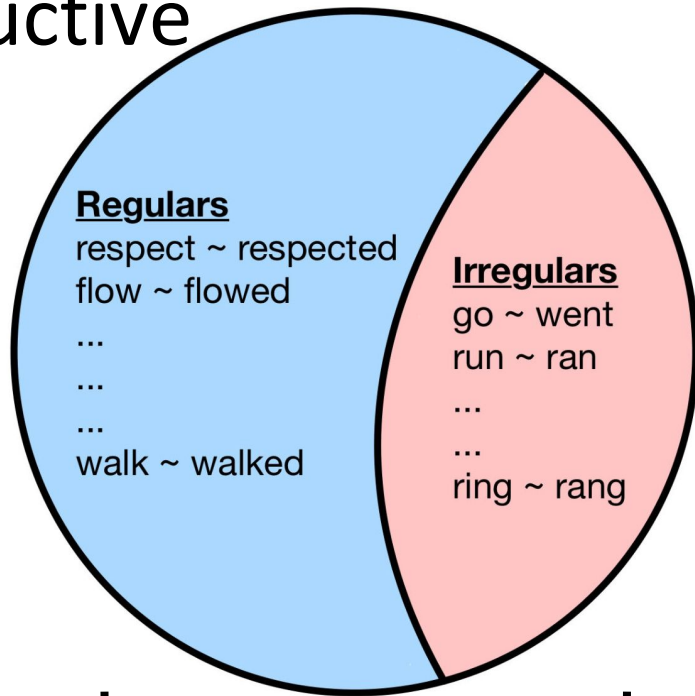 uctive
Regulars
respect ~ respected
flow ~ flowed
...
...
...
walk ~ walked
Irregulars
go ~ went
run ~ ran
...
...
ring ~ rang